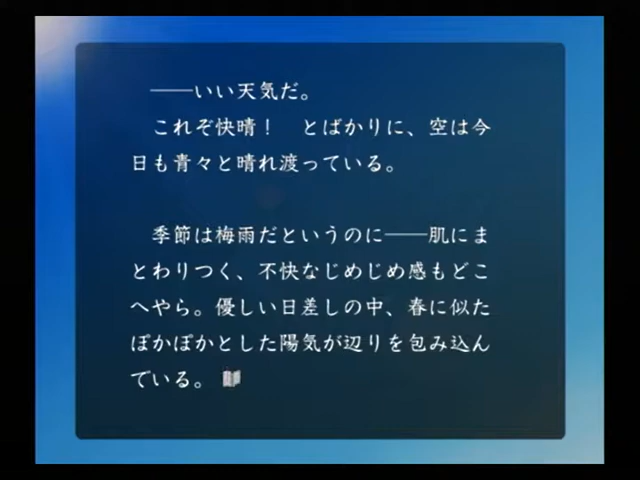 ――いい天気だ。
これぞ快晴！　とばかりに、空は今
日も青々と晴れ渡っている。
季節は梅雨だというのに――肌にま
とわりつく、不快なじめじめ感もどこ
へやら。優しい日差しの中、春に似た
ぽかぽかとした陽気が辺りを包み込ん
でいる。